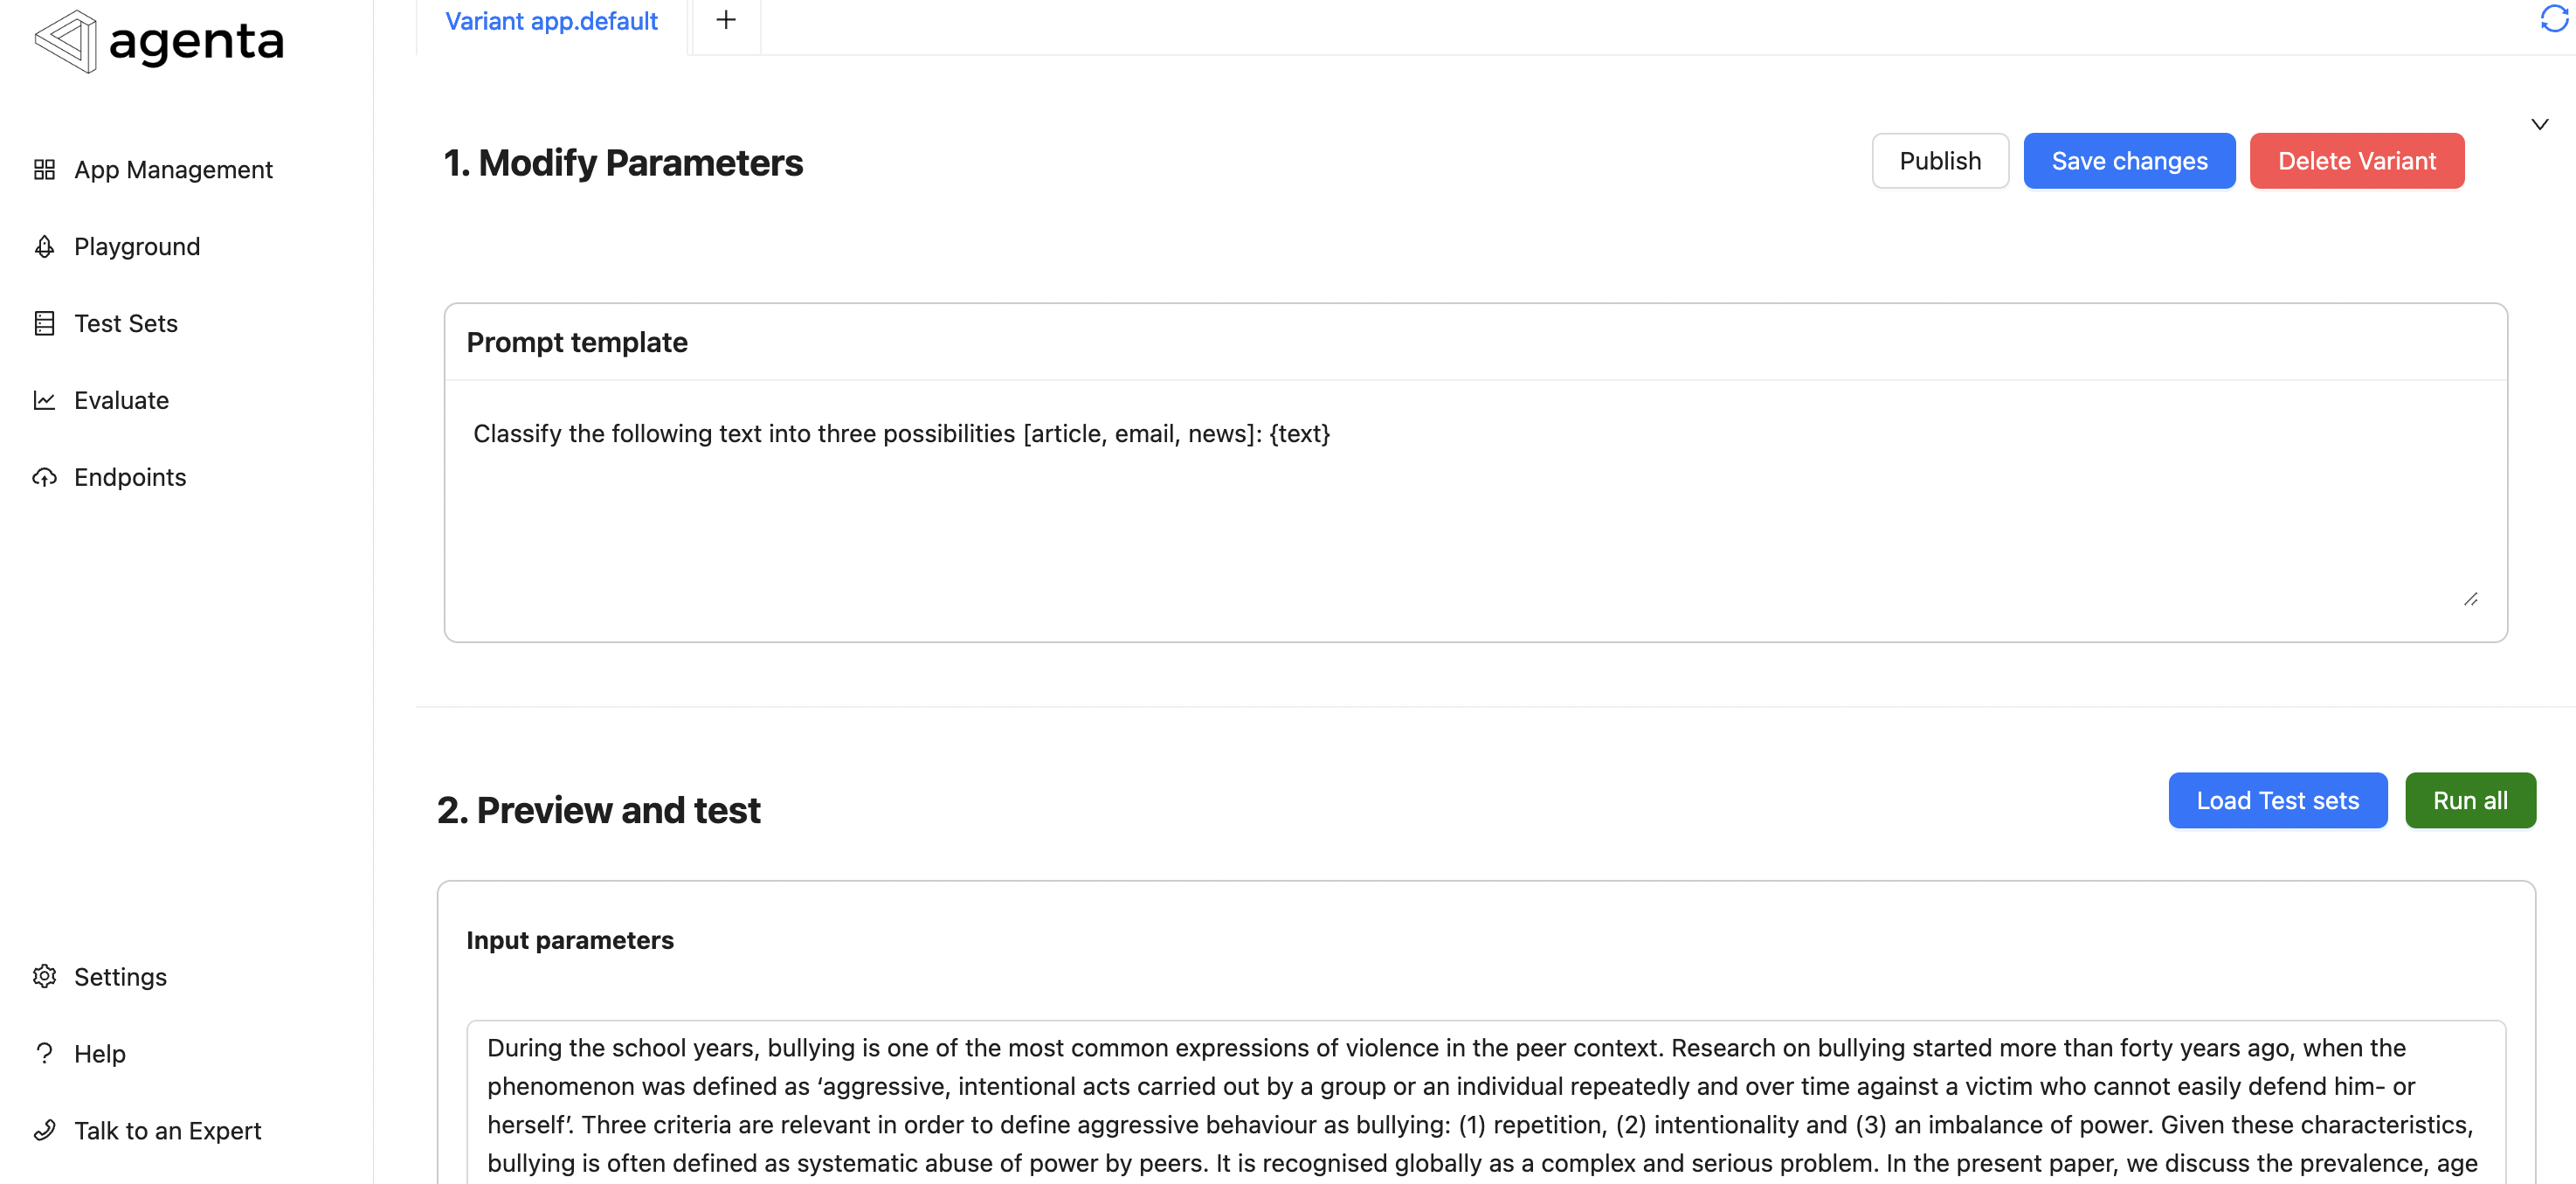 agenta
App Management
Playground
Test Sets
Evaluate
Endpoints
Settings
Help
Talk to an Expert
Variant app.default
+
1. Modify Parameters
Publish
Save changes
Delete Variant
Prompt template
Classify the following text into three possibilities [article, email, news]: {text}
2. Preview and test
Load Test sets
Run all
Input parameters
During the school years, bullying is one of the most common expressions of violence in the peer context. Research on bullying started more than forty years ago, when the
phenomenon was defined as ‘aggressive, intentional acts carried out by a group or an individual repeatedly and over time against a victim who cannot easily defend him- or
herself’. Three criteria are relevant in order to define aggressive behaviour as bullying: (1) repetition, (2) intentionality and (3) an imbalance of power. Given these characteristics,
bullying is often defined as systematic abuse of power by peers. It is recognised globally as a complex and serious problem. In the present paper, we discuss the prevalence, age